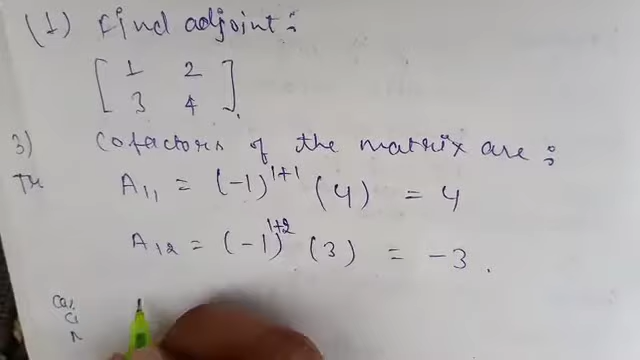 (1) Find adjoint:
[ 1 2
3 4 ].
3) Cofactors of the matrix are:
A₁₁ = (-1)¹⁺¹ (4) = 4
A₁₂ = (-1)¹⁺² (3) = -3.